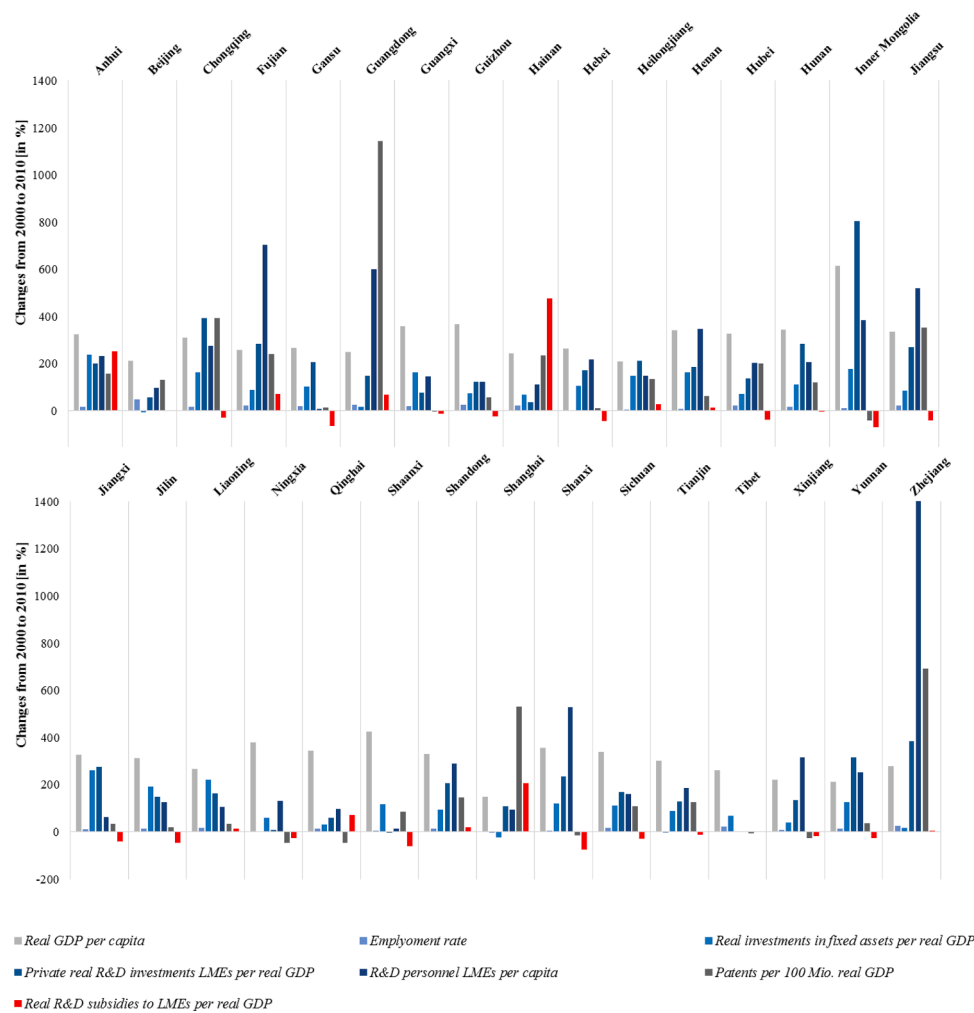 Anhui
Beijing
Chongqing
Fujian
Gansu
Guangdong
Guangxi
Guizhou
Hainan
Hebei
Heilongjiang
Henan
Hubei
Hunan
Inner Mongolia
Jiangsu
Changes from 2000 to 2010 [in %]
1400
1200
1000
800
600
400
200
0
Jiangxi
Jilin
Liaoning
Ningxia
Qinghai
Shaanxi
Shandong
Shanghai
Shanxi
Sichuan
Tianjin
Tibet
Xinjiang
Yunnan
Zhejiang
Changes from 2000 to 2010 [in %]
1400
1200
1000
800
600
400
200
0
-200
Real GDP per capita
Emplyoment rate
Real investments in fixed assets per real GDP
Private real R&D investments LMEs per real GDP
R&D personnel LMEs per capita
Patents per 100 Mio. real GDP
Real R&D subsidies to LMEs per real GDP